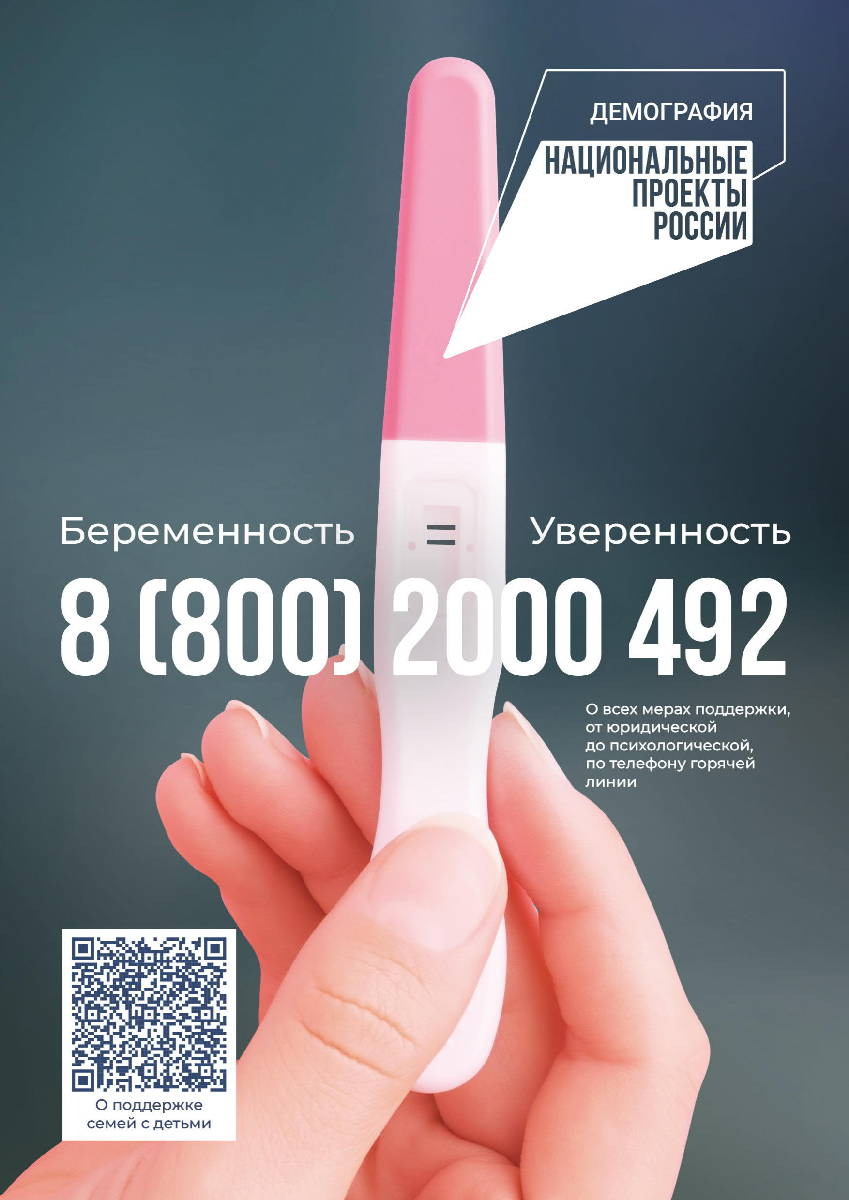 ДЕМОГРАФИЯ
НАЦИОНАЛЬНЫЕ
ПРОЕКТЫ
РОССИИ
Беременность = Уверенность
8 (800) 2000 492
О всех мерах поддержки,
от юридической
до психологической,
по телефону горячей
линии
О поддержке
семей с детьми